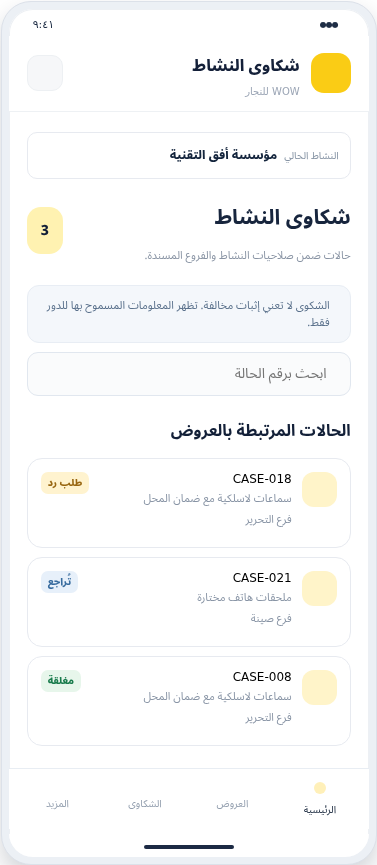 ٩:٤١
شكاوى النشاط
WOW للتجار
النشاط الحالي مؤسسة أفق التقنية
شكاوى النشاط
3
حالات ضمن صلاحيات النشاط والفروع المسندة.
الشكوى لا تعني إثبات مخالفة. تظهر المعلومات المسموح بها للدور
فقط.
ابحث برقم الحالة
الحالات المرتبطة بالعروض
CASE-018
طلب رد
سماعات لاسلكية مع ضمان المحل
فرع التحرير
CASE-021
تُراجع
ملحقات هاتف مختارة
فرع صينة
CASE-008
مغلقة
سماعات لاسلكية مع ضمان المحل
فرع التحرير
الرئيسية
العروض
الشكاوى
المزيد